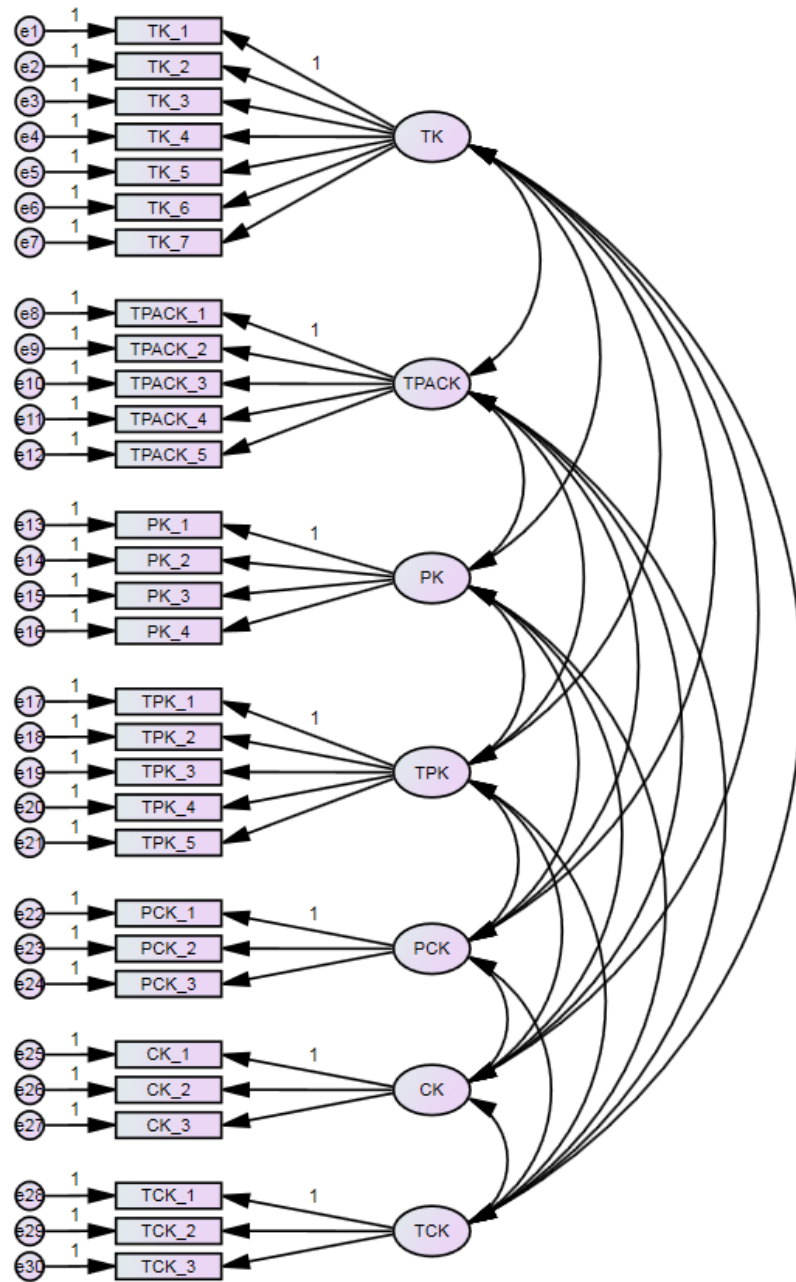 e1 1 TK_1
1
e2 1 TK_2
e3 1 TK_3
e4 1 TK_4 TK
e5 1 TK_5
e6 1 TK_6
e7 1 TK_7
e8 1 TPACK_1
1
e9 1 TPACK_2
e10 1 TPACK_3 TPACK
e11 1 TPACK_4
e12 1 TPACK_5
e13 1 PK_1
1
e14 1 PK_2
PK
e15 1 PK_3
e16 1 PK_4
e17 1 TPK_1
1
e18 1 TPK_2
e19 1 TPK_3 TPK
e20 1 TPK_4
e21 1 TPK_5
e22 1 PCK_1 1
e23 1 PCK_2 PCK
e24 1 PCK_3
e25 1 CK_1 1
e26 1 CK_2 CK
e27 1 CK_3
e28 1 TCK_1 1
e29 1 TCK_2 TCK
e30 1 TCK_3